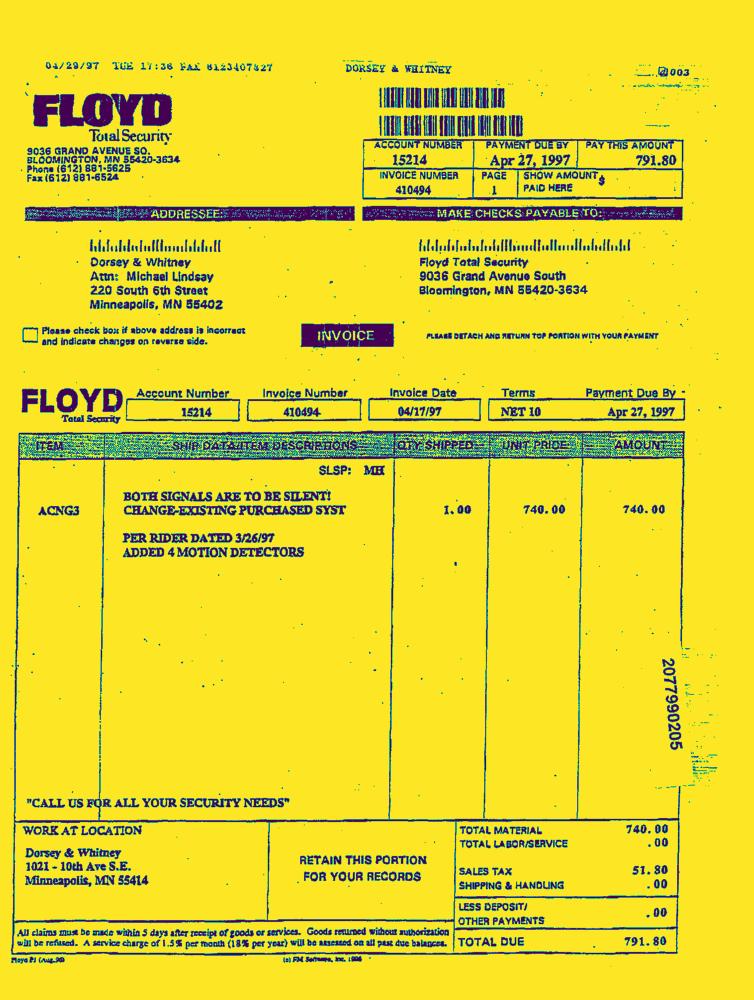 04/29/97 TUE 17:36 FAX 6123407827 DORSEY & WHITNEY 003
FLOYD
Total Security
9036 GRAND AVENUE SO.
BLOOMINGTON, MN 55420-3634
Phone (612) 881-5625
Fax (612) 881-6524
ACCOUNT NUMBER PAYMENT DUE BY PAY THIS AMOUNT
15214 Apr 27, 1997 791.80
INVOICE NUMBER PAGE SHOW AMOUNT $
410494 1 PAID HERE
ADDRESSEE: MAKE CHECKS PAYABLE TO:
Dorsey & Whitney
Attn: Michael Lindsay
220 South 6th Street
Minneapolis, MN 55402
Floyd Total Security
9036 Grand Avenue South
Bloomington, MN 55420-3634
Please check box if above address is incorrect
and indicate changes on reverse side.
INVOICE
PLEASE DETACH AND RETURN TOP PORTION WITH YOUR PAYMENT
FLOYD
Total Security
Account Number Invoice Number Invoice Date Terms Payment Due By
15214 410494 04/17/97 NET 10 Apr 27, 1997
ITEM SHIP DATA/ITEM DESCRIPTIONS QTY SHIPPED UNIT PRICE AMOUNT
SLSP: MH
BOTH SIGNALS ARE TO BE SILENT!
ACNG3 CHANGE-EXISTING PURCHASED SYST 1.00 740.00 740.00
PER RIDER DATED 3/26/97
ADDED 4 MOTION DETECTORS
2077990205
"CALL US FOR ALL YOUR SECURITY NEEDS"
WORK AT LOCATION
Dorsey & Whitney
1021 - 10th Ave S.E.
Minneapolis, MN 55414
RETAIN THIS PORTION
FOR YOUR RECORDS
TOTAL MATERIAL 740.00
TOTAL LABOR/SERVICE .00
SALES TAX 51.80
SHIPPING & HANDLING .00
LESS DEPOSIT/
OTHER PAYMENTS .00
TOTAL DUE 791.80
All claims must be made within 5 days after receipt of goods or services. Goods returned without authorization
will be refused. A service charge of 1.5% per month (18% per year) will be assessed on all past due balances.
Floyd P1 (Aug.96) (c) FM Software, Inc. 1996